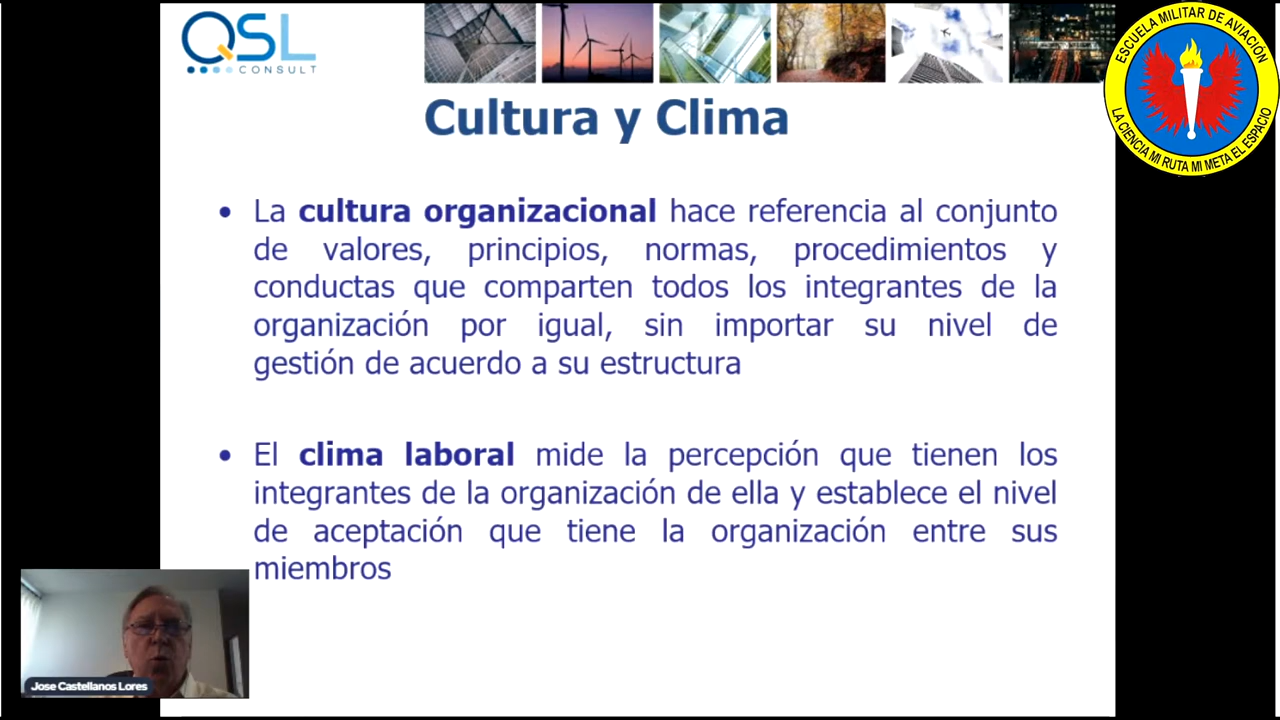 QSL
CONSULT
ESCUELA MILITAR DE AVIACIÓN
LA CIENCIA MI RUTA MI META EL ESPACIO
Cultura y Clima
• La cultura organizacional hace referencia al conjunto
de valores, principios, normas, procedimientos y
conductas que comparten todos los integrantes de la
organización por igual, sin importar su nivel de
gestión de acuerdo a su estructura
• El clima laboral mide la percepción que tienen los
integrantes de la organización de ella y establece el nivel
de aceptación que tiene la organización entre sus
miembros
Jose Castellanos Lores